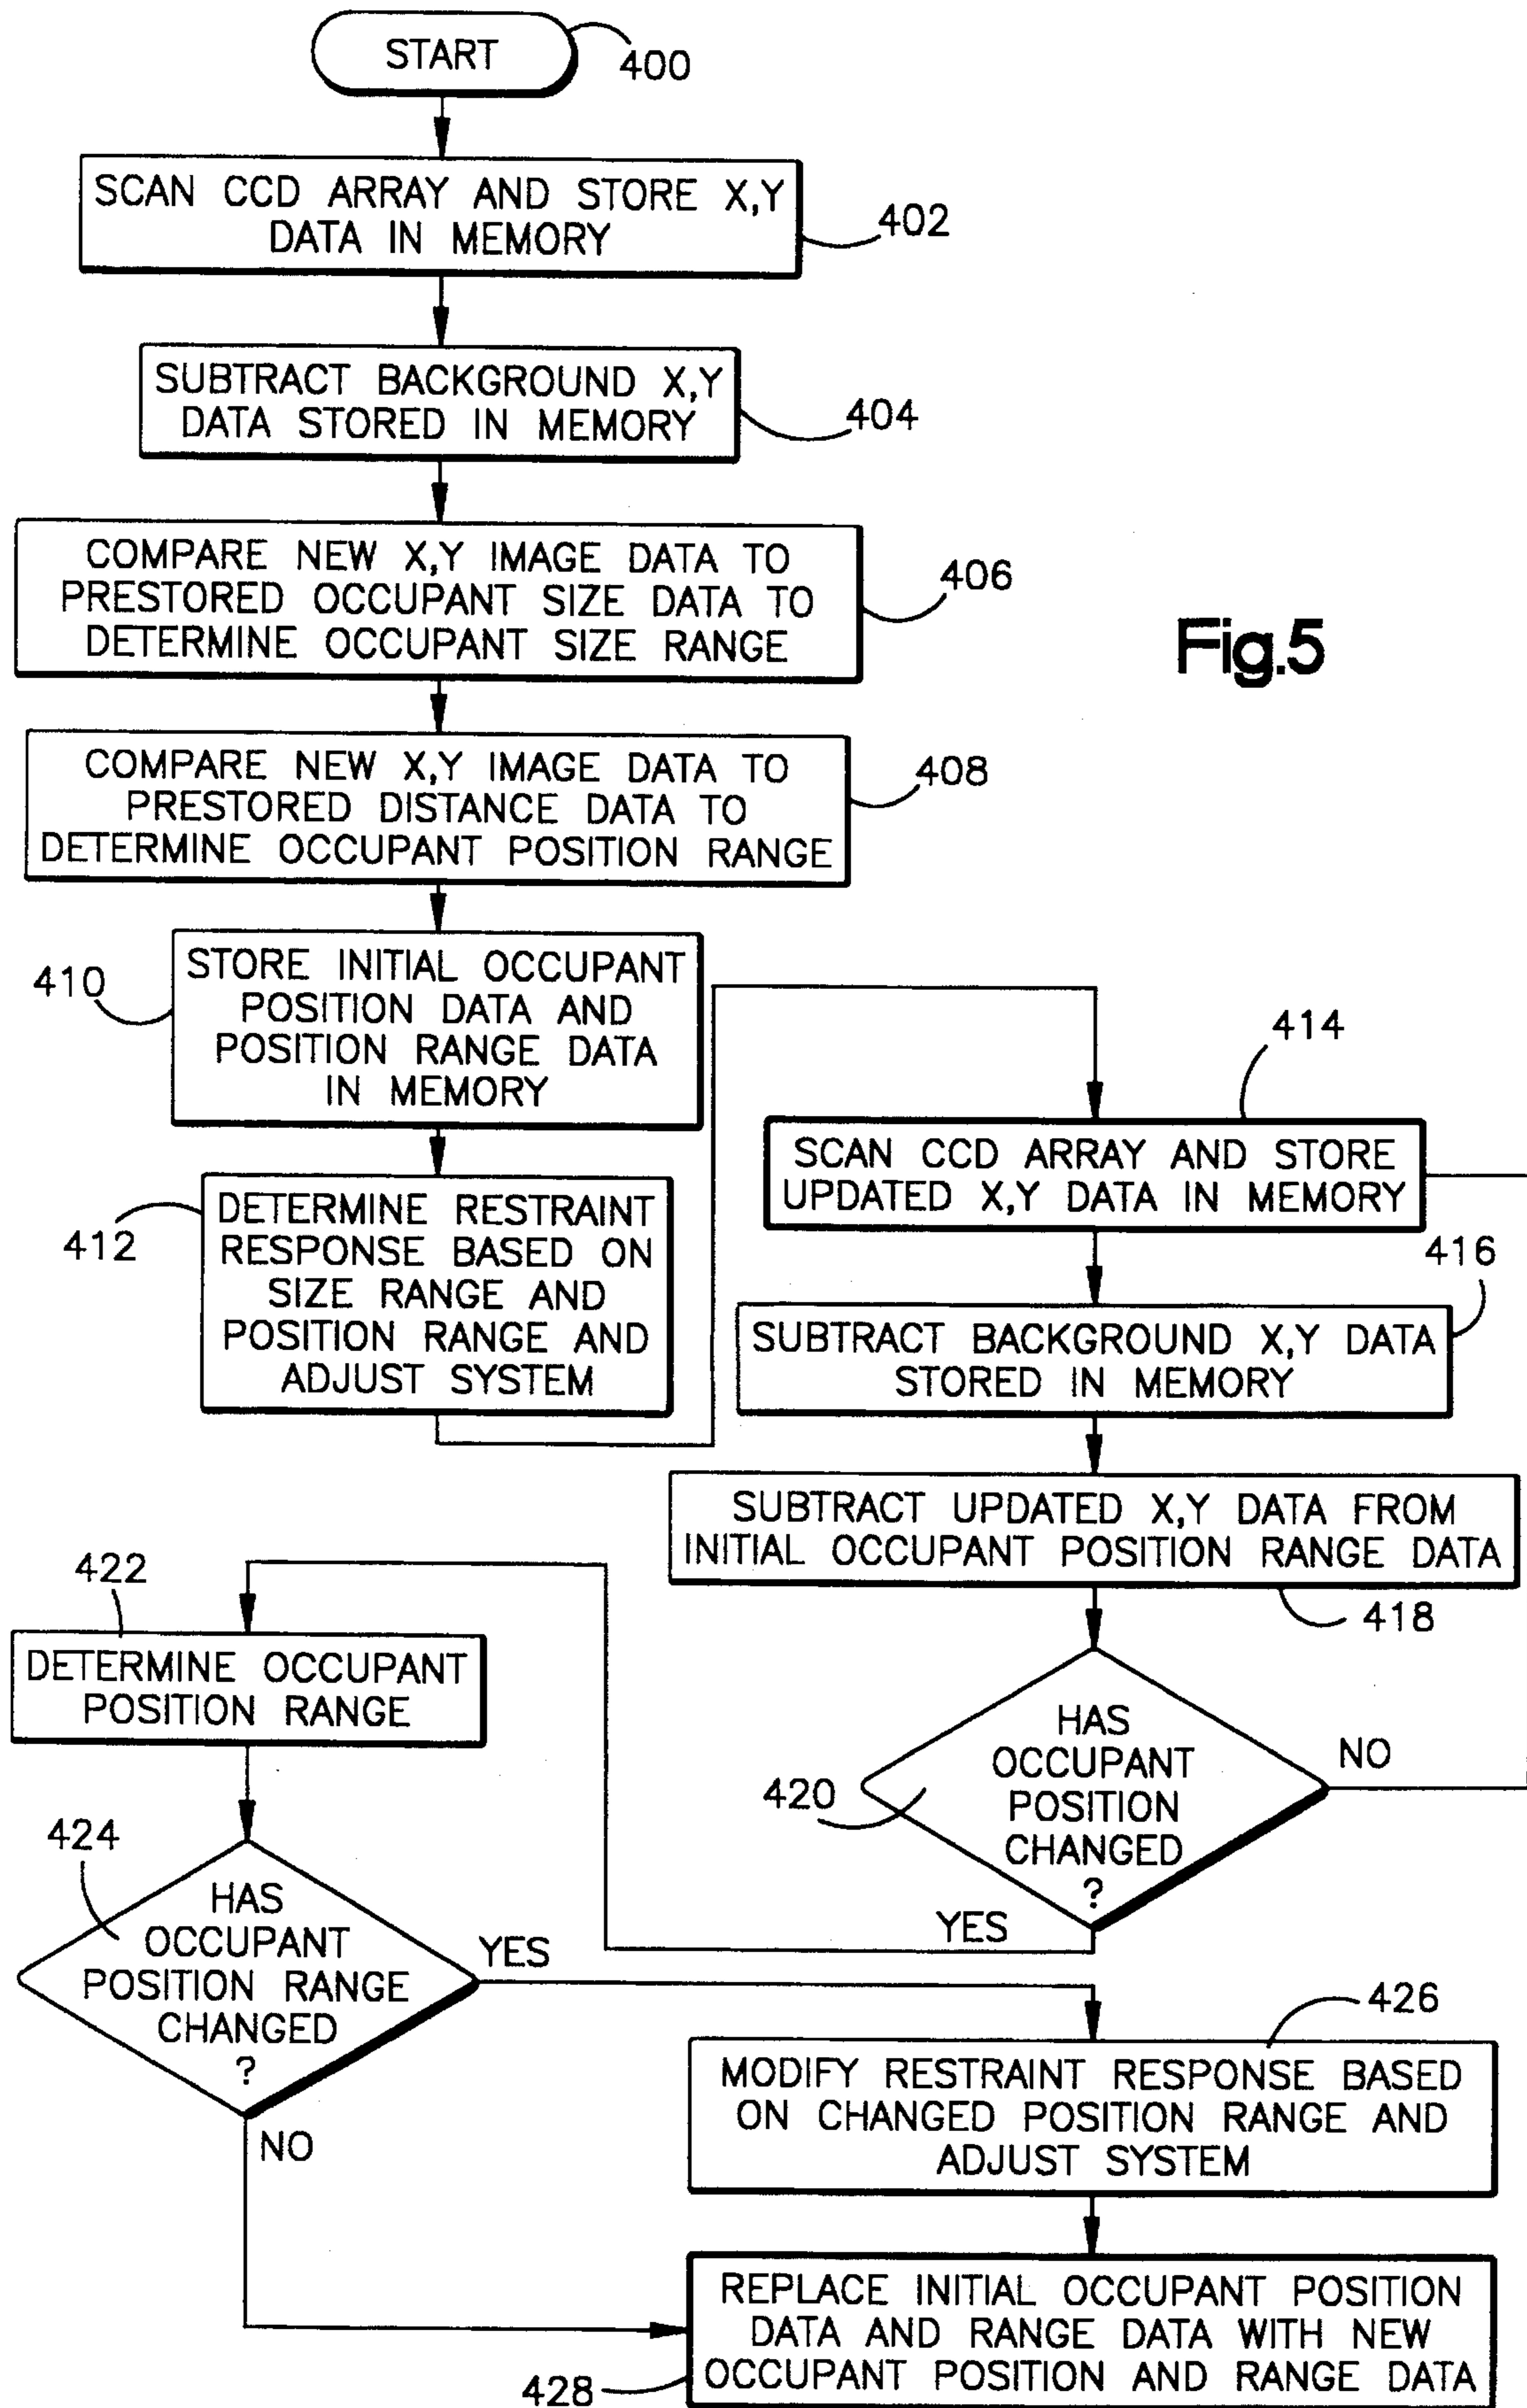 START
400
SCAN CCD ARRAY AND STORE X,Y
DATA IN MEMORY
402
SUBTRACT BACKGROUND X,Y
DATA STORED IN MEMORY
404
COMPARE NEW X,Y IMAGE DATA TO
PRESTORED OCCUPANT SIZE DATA TO
DETERMINE OCCUPANT SIZE RANGE
406
Fig.5
COMPARE NEW X,Y IMAGE DATA TO
PRESTORED DISTANCE DATA TO
DETERMINE OCCUPANT POSITION RANGE
408
STORE INITIAL OCCUPANT
POSITION DATA AND
POSITION RANGE DATA
IN MEMORY
410
DETERMINE RESTRAINT
RESPONSE BASED ON
SIZE RANGE AND
POSITION RANGE AND
ADJUST SYSTEM
412
414
SCAN CCD ARRAY AND STORE
UPDATED X,Y DATA IN MEMORY
416
SUBTRACT BACKGROUND X,Y DATA
STORED IN MEMORY
SUBTRACT UPDATED X,Y DATA FROM
INITIAL OCCUPANT POSITION RANGE DATA
418
HAS
OCCUPANT
POSITION
CHANGED
?
420
NO
YES
422
DETERMINE OCCUPANT
POSITION RANGE
424
HAS
OCCUPANT
POSITION RANGE
CHANGED
?
YES
NO
426
MODIFY RESTRAINT RESPONSE BASED
ON CHANGED POSITION RANGE AND
ADJUST SYSTEM
REPLACE INITIAL OCCUPANT POSITION
DATA AND RANGE DATA WITH NEW
OCCUPANT POSITION AND RANGE DATA
428